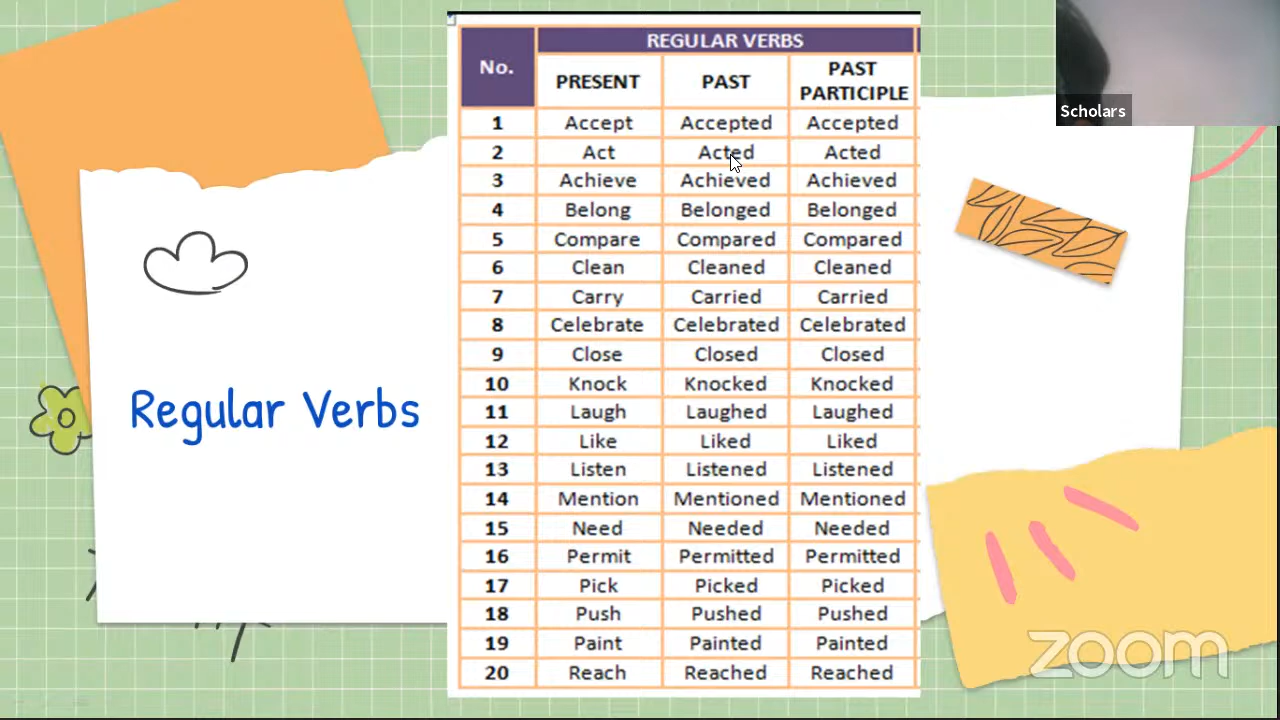 REGULAR VERBS
No. PRESENT PAST PAST PARTICIPLE
1 Accept Accepted Accepted
2 Act Acted Acted
3 Achieve Achieved Achieved
4 Belong Belonged Belonged
5 Compare Compared Compared
6 Clean Cleaned Cleaned
7 Carry Carried Carried
8 Celebrate Celebrated Celebrated
9 Close Closed Closed
10 Knock Knocked Knocked
11 Laugh Laughed Laughed
12 Like Liked Liked
13 Listen Listened Listened
14 Mention Mentioned Mentioned
15 Need Needed Needed
16 Permit Permitted Permitted
17 Pick Picked Picked
18 Push Pushed Pushed
19 Paint Painted Painted
20 Reach Reached Reached
Regular Verbs
Scholars
zoom